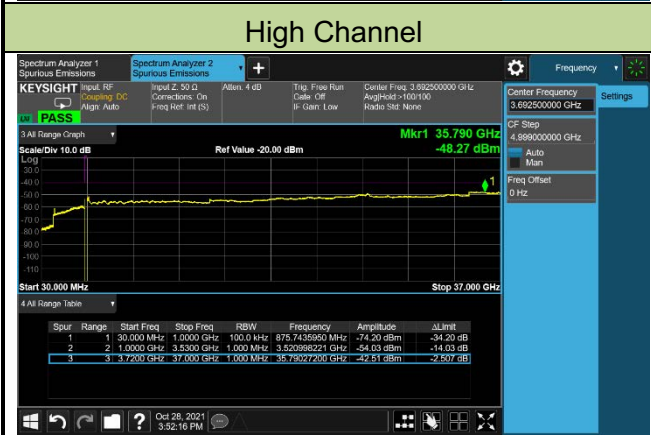 High Channel
Spectrum Analyzer 1
Spurious Emissions
Spectrum Analyzer 2
Spurious Emissions
Frequency
KEYSIGHT
Input: RF
Coupling: DC
Align: Auto
Input Z: 50 Ω
Corrections: On
Freq Ref: Int (S)
Atten: 4 dB
Trig: Free Run
Gate: Off
IF Gain: Low
Center Freq: 3.692500000 GHz
Avg|Hold:>100/100
Radio Std: None
PASS
Center Frequency
3.692500000 GHz
Settings
CF Step
4.999000000 GHz
Auto
Man
Freq Offset
0 Hz
3 All Range Graph
Mkr1 35.790 GHz
Scale/Div 10.0 dB
Ref Value -20.00 dBm
-48.27 dBm
Log
-30.0
-40.0
-50.0
-60.0
-70.0
-80.0
-90.0
-100
-110
1
Start 30.000 MHz
Stop 37.000 GHz
4 All Range Table
Spur Range Start Freq Stop Freq RBW Frequency Amplitude ΔLimit
1 1 30.000 MHz 1.0000 GHz 100.0 kHz 875.7435950 MHz -74.20 dBm -34.20 dB
2 2 1.0000 GHz 3.5300 GHz 1.000 MHz 3.520998221 GHz -54.03 dBm -14.03 dB
3 3 3.7200 GHz 37.000 GHz 1.000 MHz 35.79027200 GHz -42.51 dBm -2.507 dB
Oct 28, 2021
3:52:16 PM